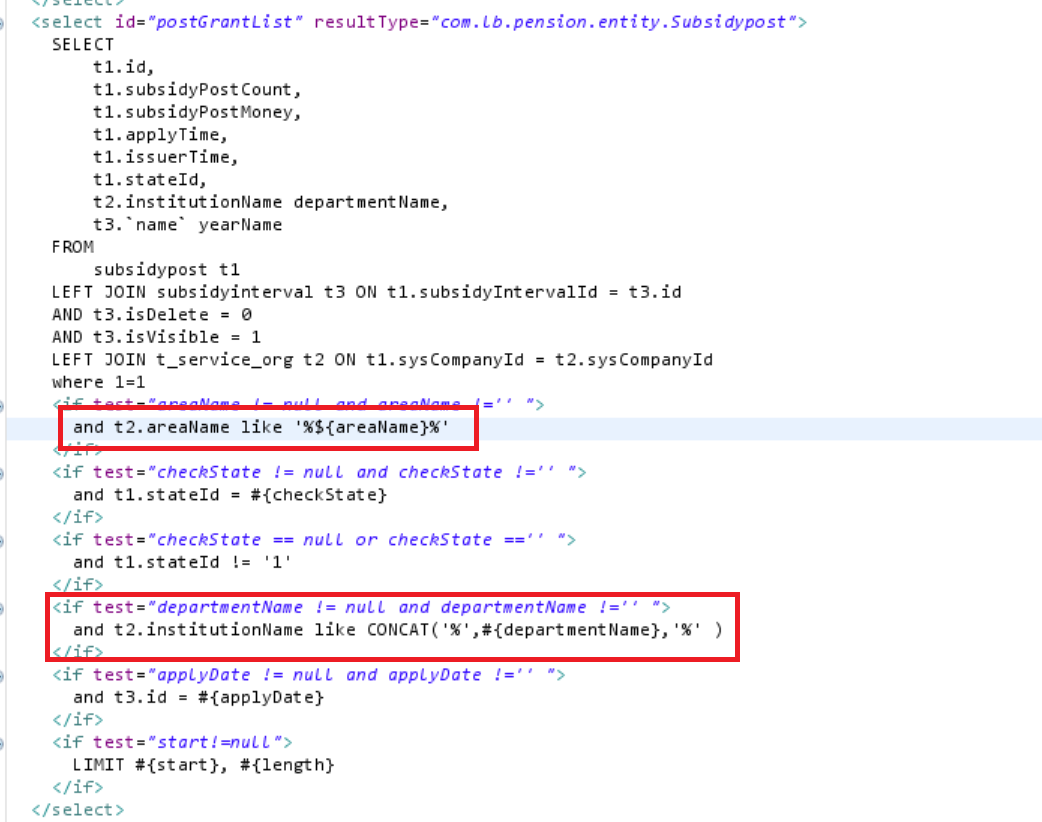 </select>
<select id="postGrantList" resultType="com.lb.pension.entity.Subsidypost">
SELECT
t1.id,
t1.subsidyPostCount,
t1.subsidyPostMoney,
t1.applyTime,
t1.issuerTime,
t1.stateId,
t2.institutionName departmentName,
t3.`name` yearName
FROM
subsidypost t1
LEFT JOIN subsidyinterval t3 ON t1.subsidyIntervalId = t3.id
AND t3.isDelete = 0
AND t3.isVisible = 1
LEFT JOIN t_service_org t2 ON t1.sysCompanyId = t2.sysCompanyId
where 1=1
<if test="areaName != null and areaName !='' ">
and t2.areaName like '%${areaName}%'
</if>
<if test="checkState != null and checkState !='' ">
and t1.stateId = #{checkState}
</if>
<if test="checkState == null or checkState =='' ">
and t1.stateId != '1'
</if>
<if test="departmentName != null and departmentName !='' ">
and t2.institutionName like CONCAT('%',#{departmentName},'%' )
</if>
<if test="applyDate != null and applyDate !='' ">
and t3.id = #{applyDate}
</if>
<if test="start!=null">
LIMIT #{start}, #{length}
</if>
</select>